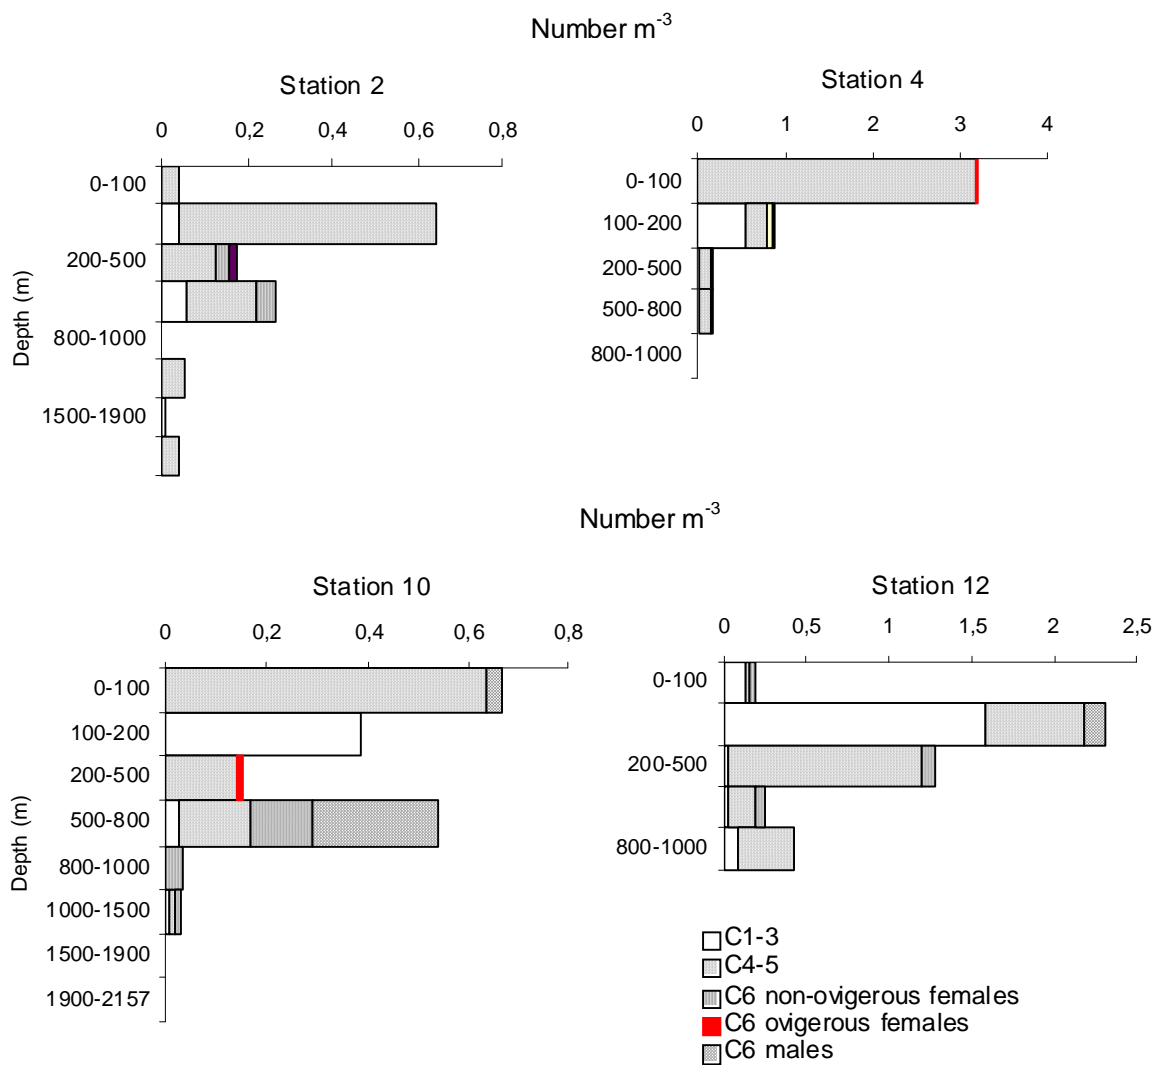 Number m-3
Station 2
0 0,2 0,4 0,6 0,8
Depth (m)
0-100
200-500
800-1000
1500-1900
Station 4
0 1 2 3 4
0-100
100-200
200-500
500-800
800-1000
Number m-3
Station 10
0 0,2 0,4 0,6 0,8
Depth (m)
0-100
100-200
200-500
500-800
800-1000
1000-1500
1500-1900
1900-2157
Station 12
0 0,5 1 1,5 2 2,5
0-100
200-500
800-1000
C1-3
C4-5
C6 non-ovigerous females
C6 ovigerous females
C6 males